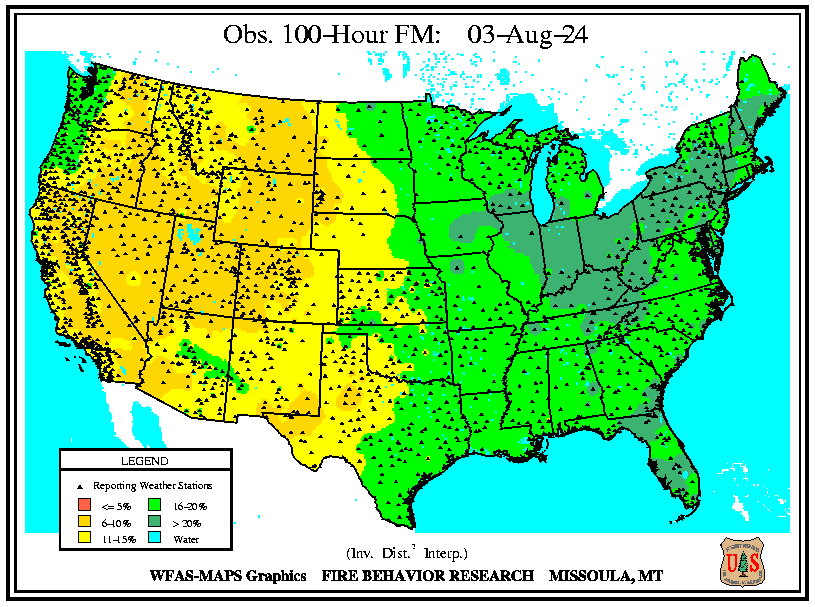 Obs. 100-Hour FM: 03-Aug-24
LEGEND
Reporting Weather Stations
<= 5%
16-20%
6-10%
> 20%
11-15%
Water
(Inv. Dist.² Interp.)
WFAS-MAPS Graphics FIRE BEHAVIOR RESEARCH MISSOULA, MT
U S